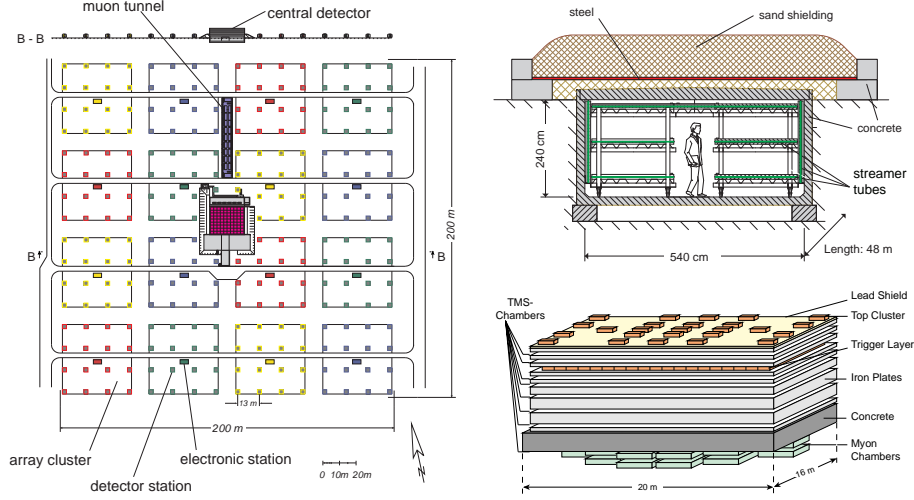 muon tunnel
central detector
B - B
B
B
200 m
13 m
200 m
array cluster
electronic station
detector station
0 10m 20m
steel
sand shielding
concrete
240 cm
streamer
tubes
540 cm
Length: 48 m
TMS-
Chambers
Lead Shield
Top Cluster
Trigger Layer
Iron Plates
Concrete
Myon
Chambers
20 m
16 m